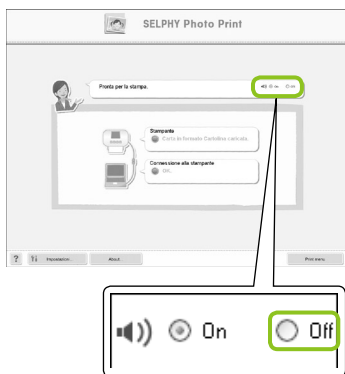 SELPHY Photo Print
Pronta per la stampa.
On Off
Stampante
Carta in formato Cartolina caricata.
Connessione alla stampante
OK.
? Impostazioni... About... Print menu
On Off